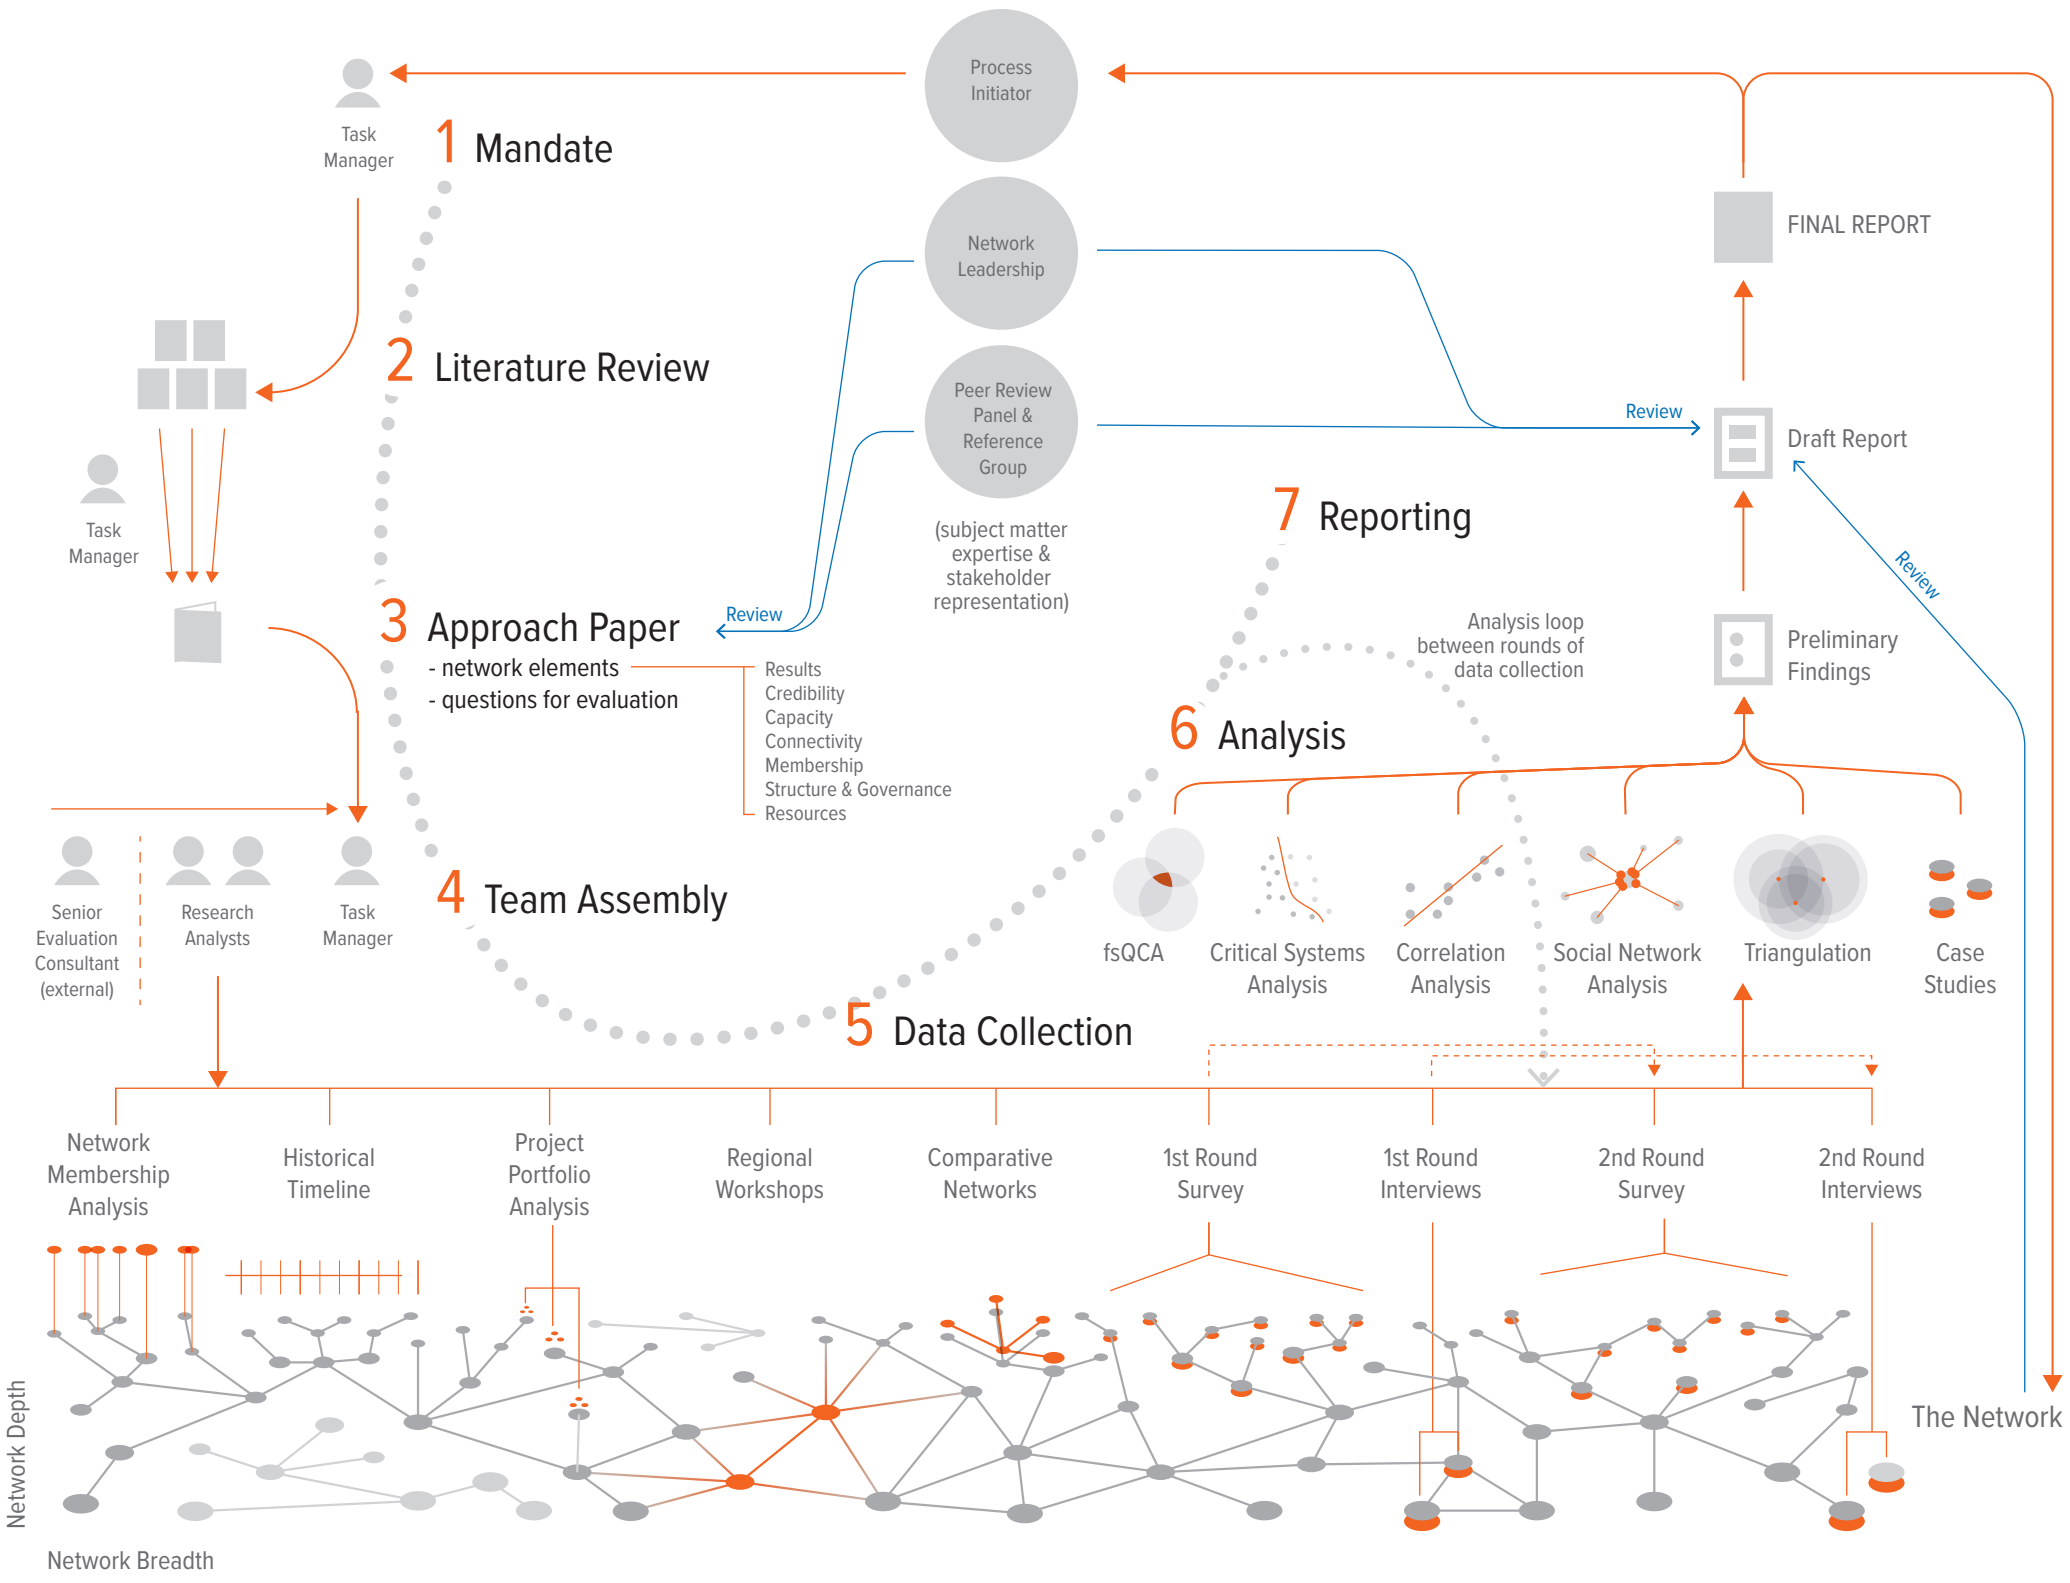 Process
Initiator
Task
Manager
1 Mandate
FINAL REPORT
Network
Leadership
2 Literature Review
Peer Review
Panel &
Reference
Group
(subject matter
expertise &
stakeholder
representation)
Review
Draft Report
Task
Manager
7 Reporting
Review
3 Approach Paper
- network elements
- questions for evaluation
Review
Results
Credibility
Capacity
Connectivity
Membership
Structure & Governance
Resources
Analysis loop
between rounds of
data collection
Preliminary
Findings
6 Analysis
4 Team Assembly
Senior
Evaluation
Consultant
(external)
Research
Analysts
Task
Manager
fsQCA
Critical Systems
Analysis
Correlation
Analysis
Social Network
Analysis
Triangulation
Case
Studies
5 Data Collection
Network
Membership
Analysis
Historical
Timeline
Project
Portfolio
Analysis
Regional
Workshops
Comparative
Networks
1st Round
Survey
1st Round
Interviews
2nd Round
Survey
2nd Round
Interviews
The Network
Network Depth
Network Breadth